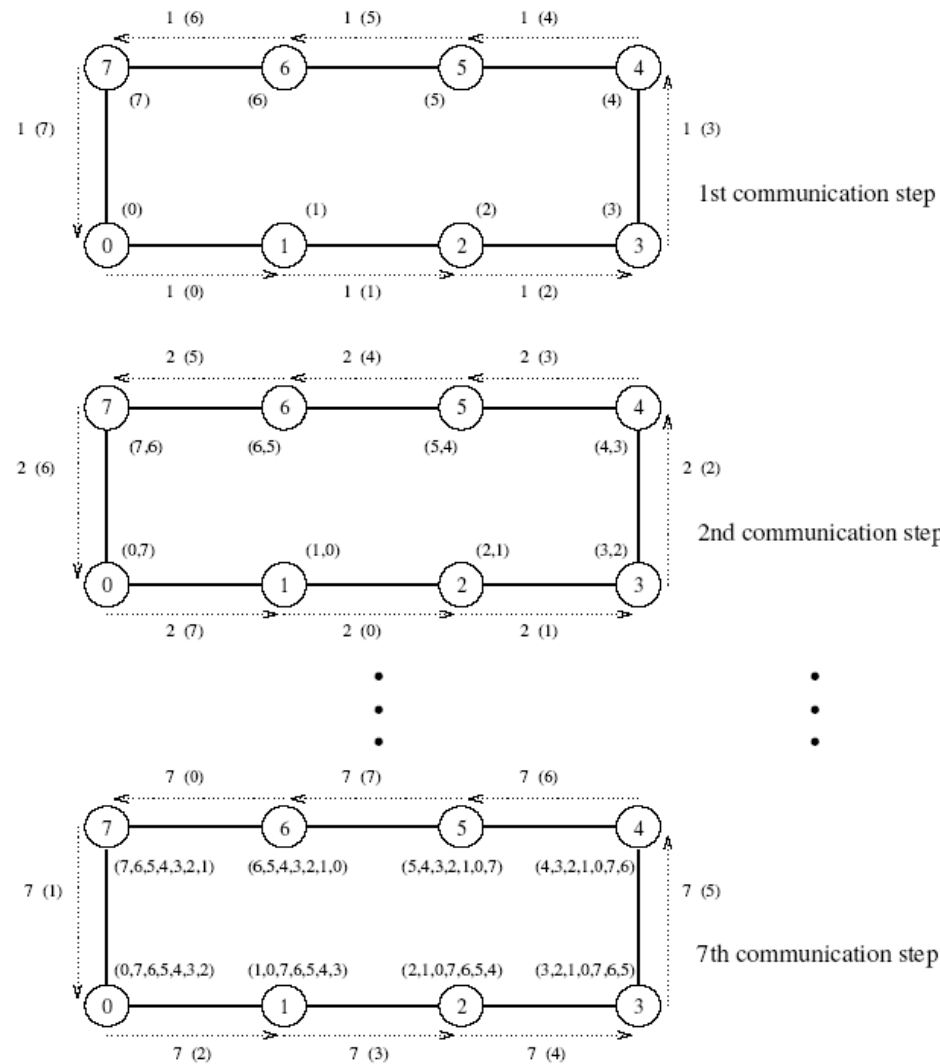 1 (6) 1 (5) 1 (4)
7 6 5 4
(7) (6) (5) (4)
1 (7) 1 (3)
1st communication step
(0) (1) (2) (3)
0 1 2 3
1 (0) 1 (1) 1 (2)
2 (5) 2 (4) 2 (3)
7 6 5 4
(7,6) (6,5) (5,4) (4,3)
2 (6) 2 (2)
2nd communication step
(0,7) (1,0) (2,1) (3,2)
0 1 2 3
2 (7) 2 (0) 2 (1)
7 (0) 7 (7) 7 (6)
7 6 5 4
(7,6,5,4,3,2,1) (6,5,4,3,2,1,0) (5,4,3,2,1,0,7) (4,3,2,1,0,7,6)
7 (1) 7 (5)
7th communication step
(0,7,6,5,4,3,2) (1,0,7,6,5,4,3) (2,1,0,7,6,5,4) (3,2,1,0,7,6,5)
0 1 2 3
7 (2) 7 (3) 7 (4)